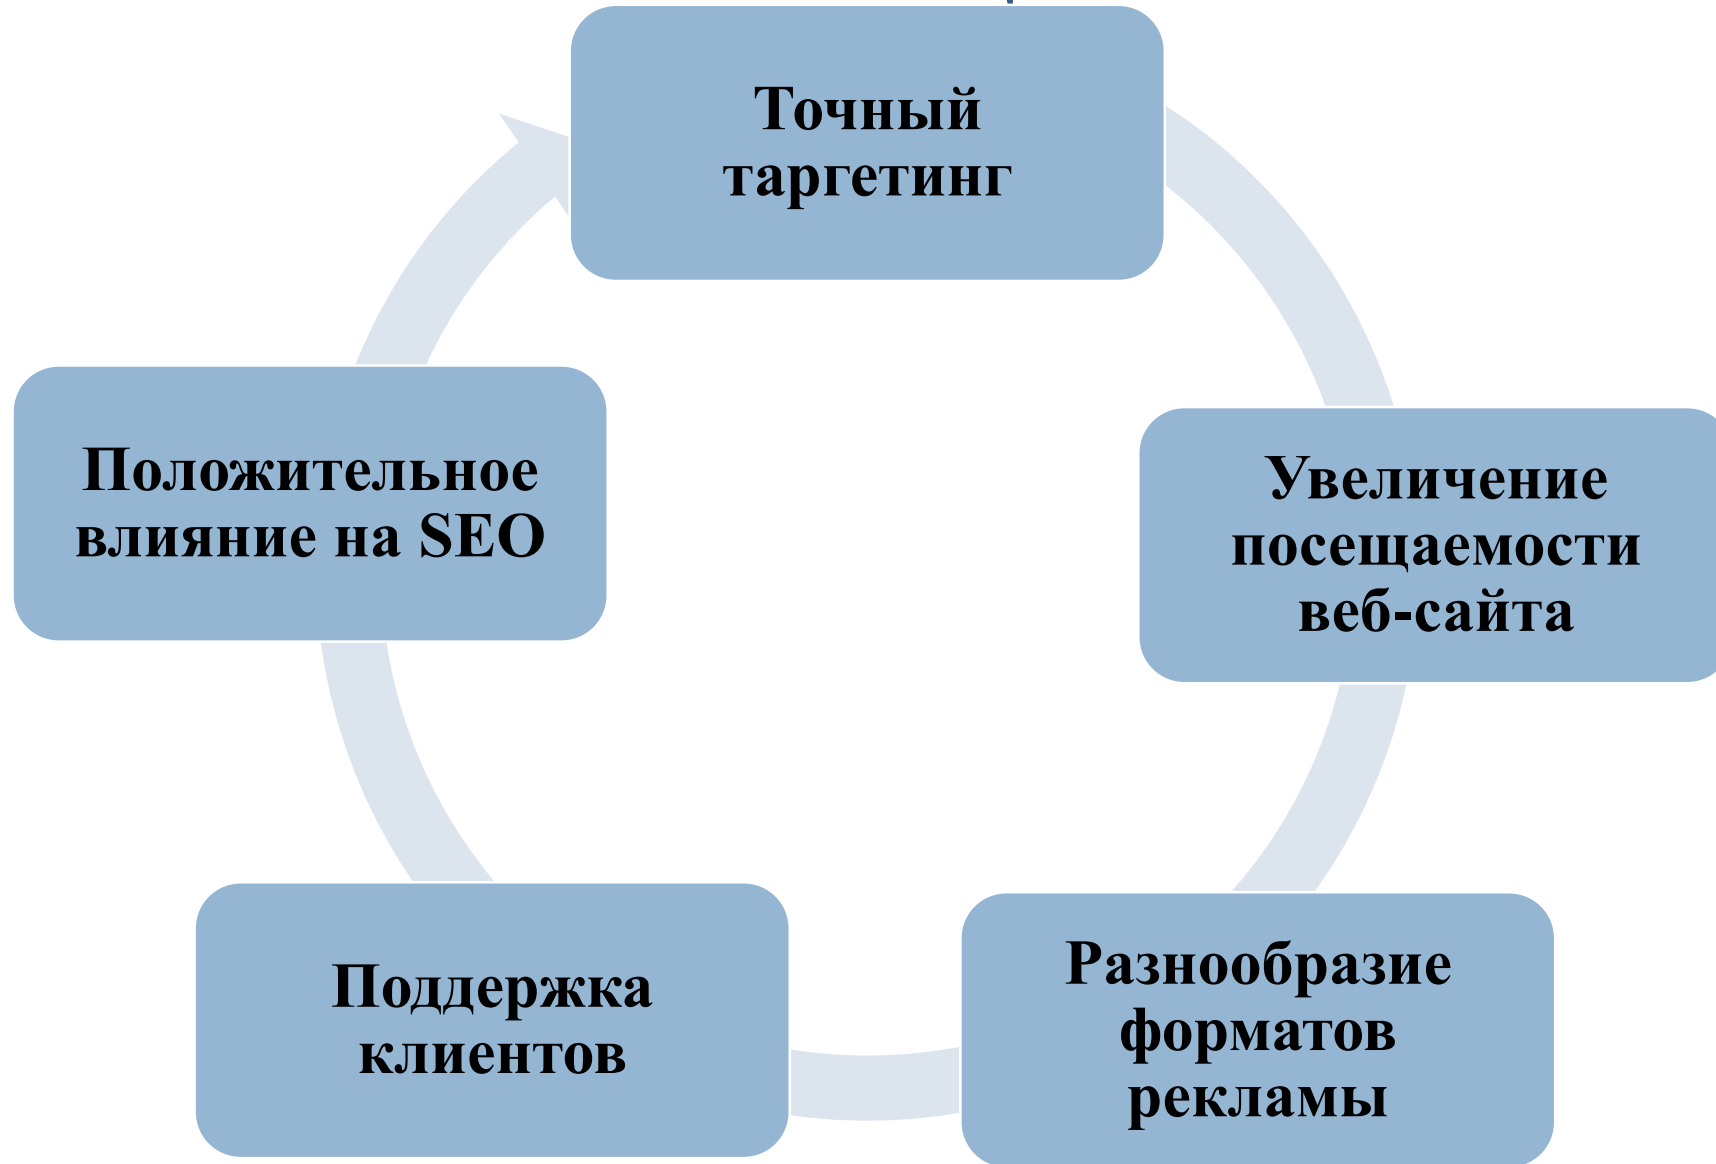 Точный
таргетинг
Увеличение
посещаемости
веб-сайта
Разнообразие
форматов
рекламы
Поддержка
клиентов
Положительное
влияние на SEO